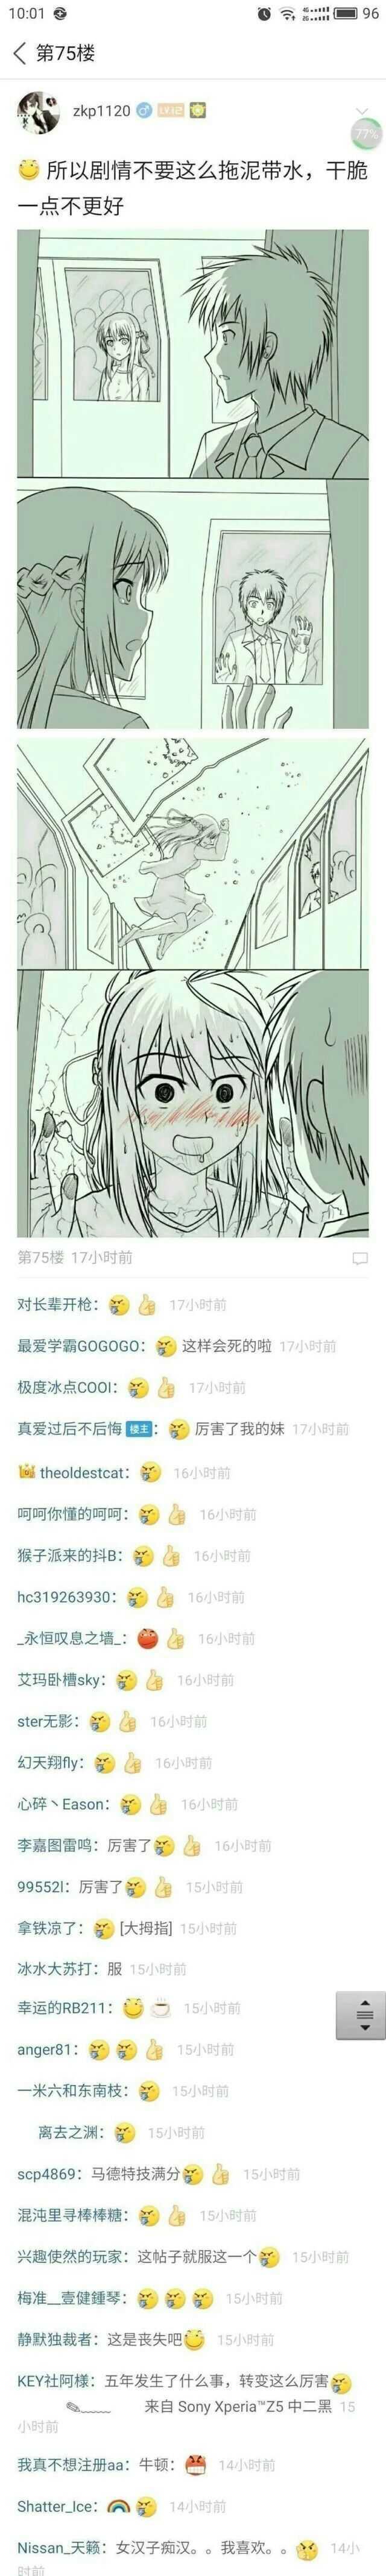 10:01 96
第75楼
zkp1120 LV12
77%
所以剧情不要这么拖泥带水，干脆
一点不更好
第75楼 17小时前
对长辈开枪： 17小时前
最爱学霸GOGOGO： 这样会死的啦 17小时前
极度冰点COOl： 17小时前
真爱过后不后悔 楼主： 厉害了我的妹 17小时前
theoldestcat： 16小时前
呵呵你懂的呵呵： 16小时前
猴子派来的抖B： 16小时前
hc319263930： 16小时前
_永恒叹息之墙_： 16小时前
艾玛卧槽sky： 16小时前
ster无影： 16小时前
幻天翔fly： 16小时前
心碎丶Eason： 16小时前
李嘉图雷鸣：厉害了 16小时前
99552l：厉害了 15小时前
拿铁凉了： [大拇指] 15小时前
冰水大苏打：服 15小时前
幸运的RB211： 15小时前
anger81： 15小时前
一米六和东南枝： 15小时前
离去之渊： 15小时前
scp4869：马德特技满分 15小时前
混沌里寻棒棒糖： 15小时前
兴趣使然的玩家：这帖子就服这一个 15小时前
梅准__壹健鍾琴： 15小时前
静默独裁者：这是丧失吧 15小时前
KEY社阿樣：五年发生了什么事，转变这么厉害
✎﹏﹏ 来自 Sony Xperia™Z5 中二黑 15
小时前
我真不想注册aa：牛顿： 14小时前
Shatter_Ice： 14小时前
Nissan_天籁：女汉子痴汉。。我喜欢。。 14小
时前